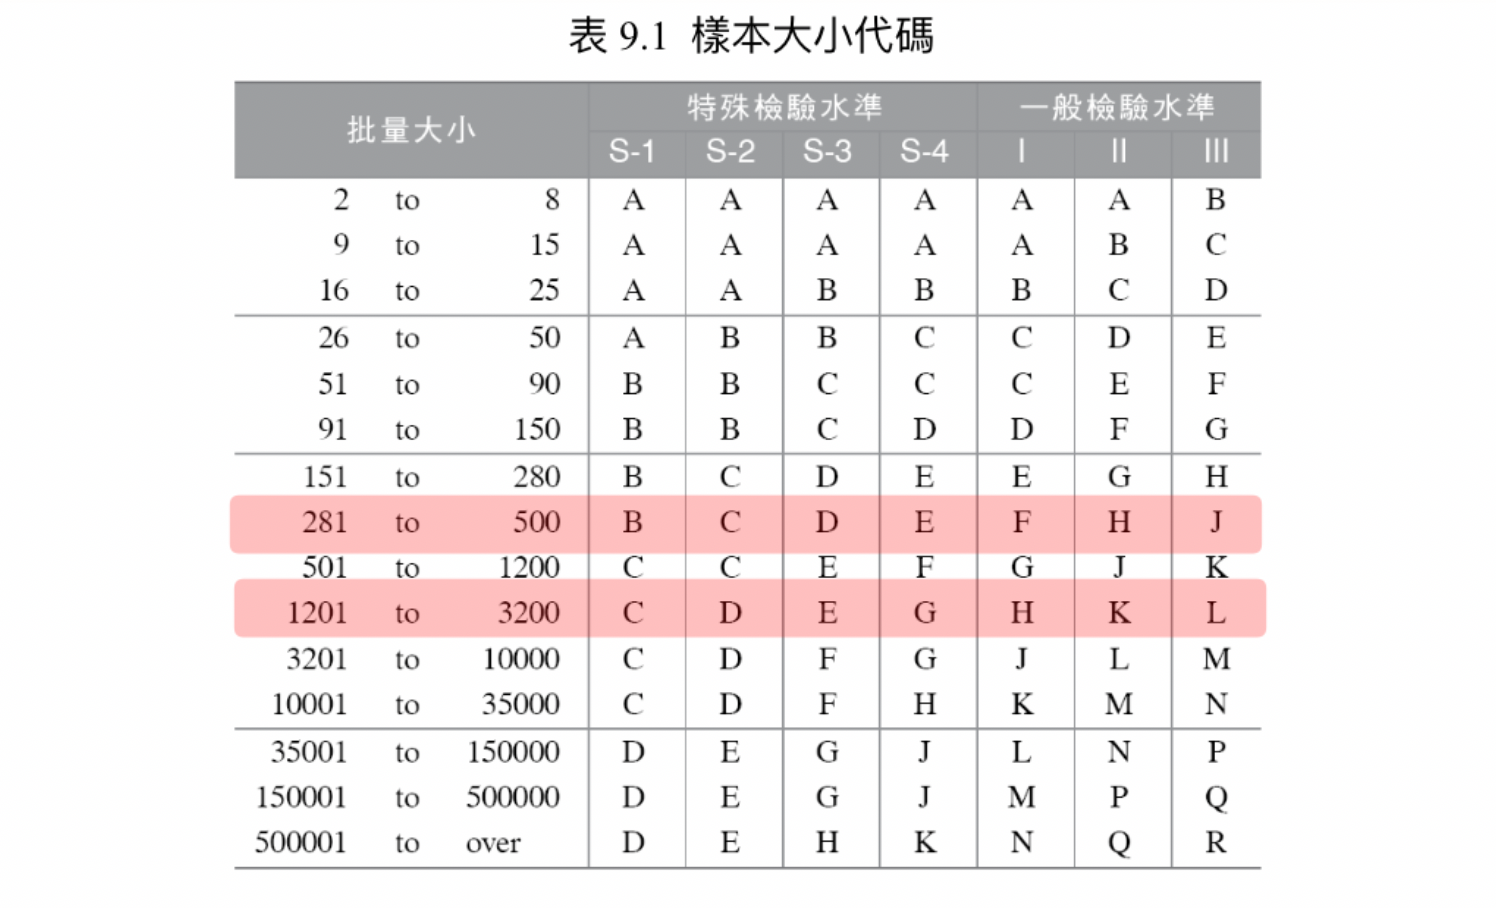 表 9.1 樣本大小代碼
批量大小 特殊檢驗水準 一般檢驗水準
S-1 S-2 S-3 S-4 I II III
2 to 8 A A A A A A B
9 to 15 A A A A A B C
16 to 25 A A B B B C D
26 to 50 A B B C C D E
51 to 90 B B C C C E F
91 to 150 B B C D D F G
151 to 280 B C D E E G H
281 to 500 B C D E F H J
501 to 1200 C C E F G J K
1201 to 3200 C D E G H K L
3201 to 10000 C D F G J L M
10001 to 35000 C D F H K M N
35001 to 150000 D E G J L N P
150001 to 500000 D E G J M P Q
500001 to over D E H K N Q R